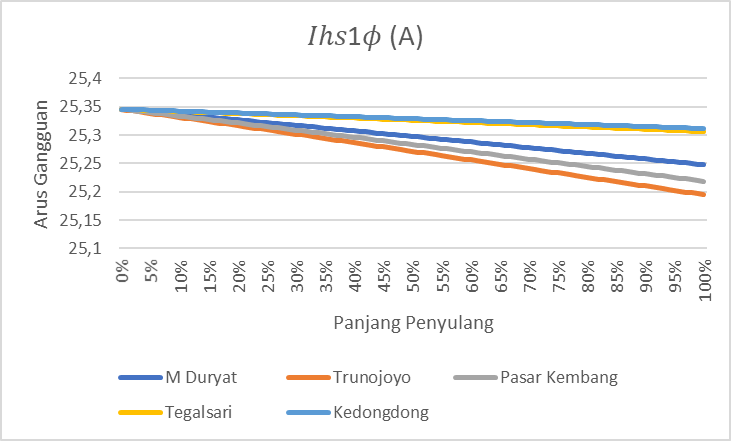 𝐼ℎ𝑠1𝜙 (A)
25,4
25,35
25,3
25,25
25,2
25,15
25,1
Arus Gangguan
0% 5% 10% 15% 20% 25% 30% 35% 40% 45% 50% 55% 60% 65% 70% 75% 80% 85% 90% 95% 100%
Panjang Penyulang
M Duryat Trunojoyo Pasar Kembang
Tegalsari Kedongdong